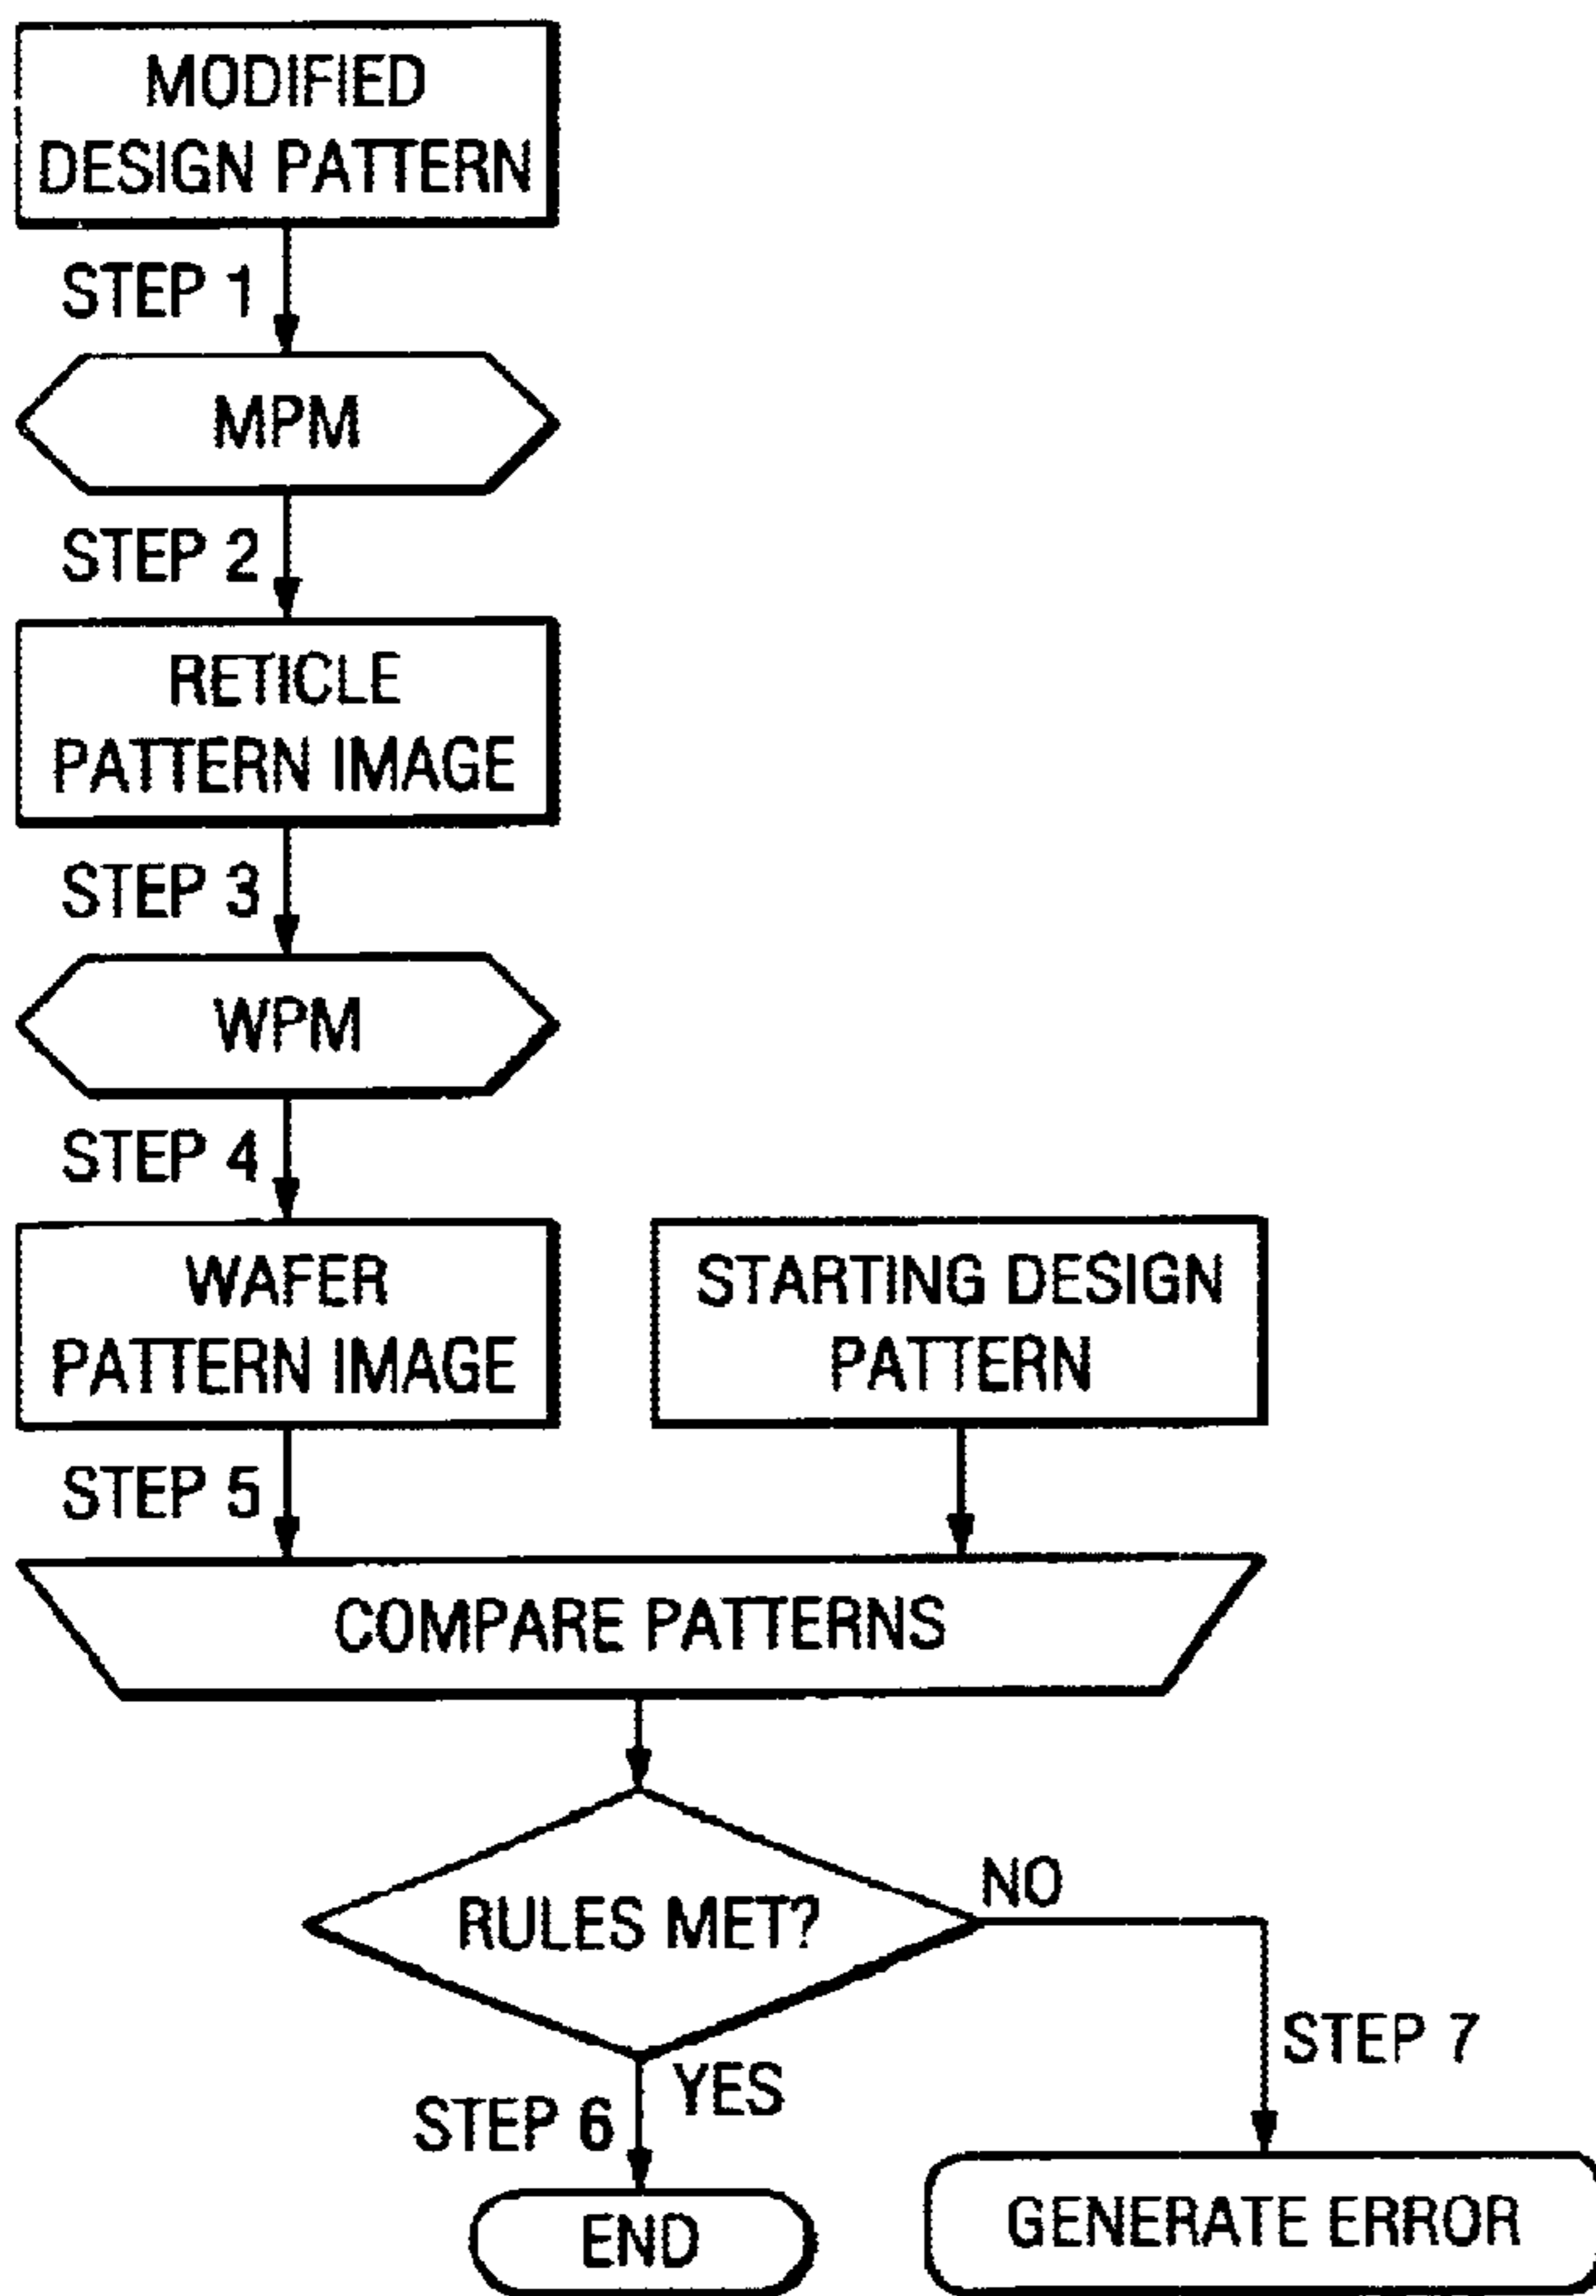 MODIFIED
DESIGN PATTERN
STEP 1
MPM
STEP 2
RETICLE
PATTERN IMAGE
STEP 3
WPM
STEP 4
WAFER
PATTERN IMAGE
STARTING DESIGN
PATTERN
STEP 5
COMPARE PATTERNS
RULES MET?
NO
STEP 7
YES
STEP 6
END
GENERATE ERROR